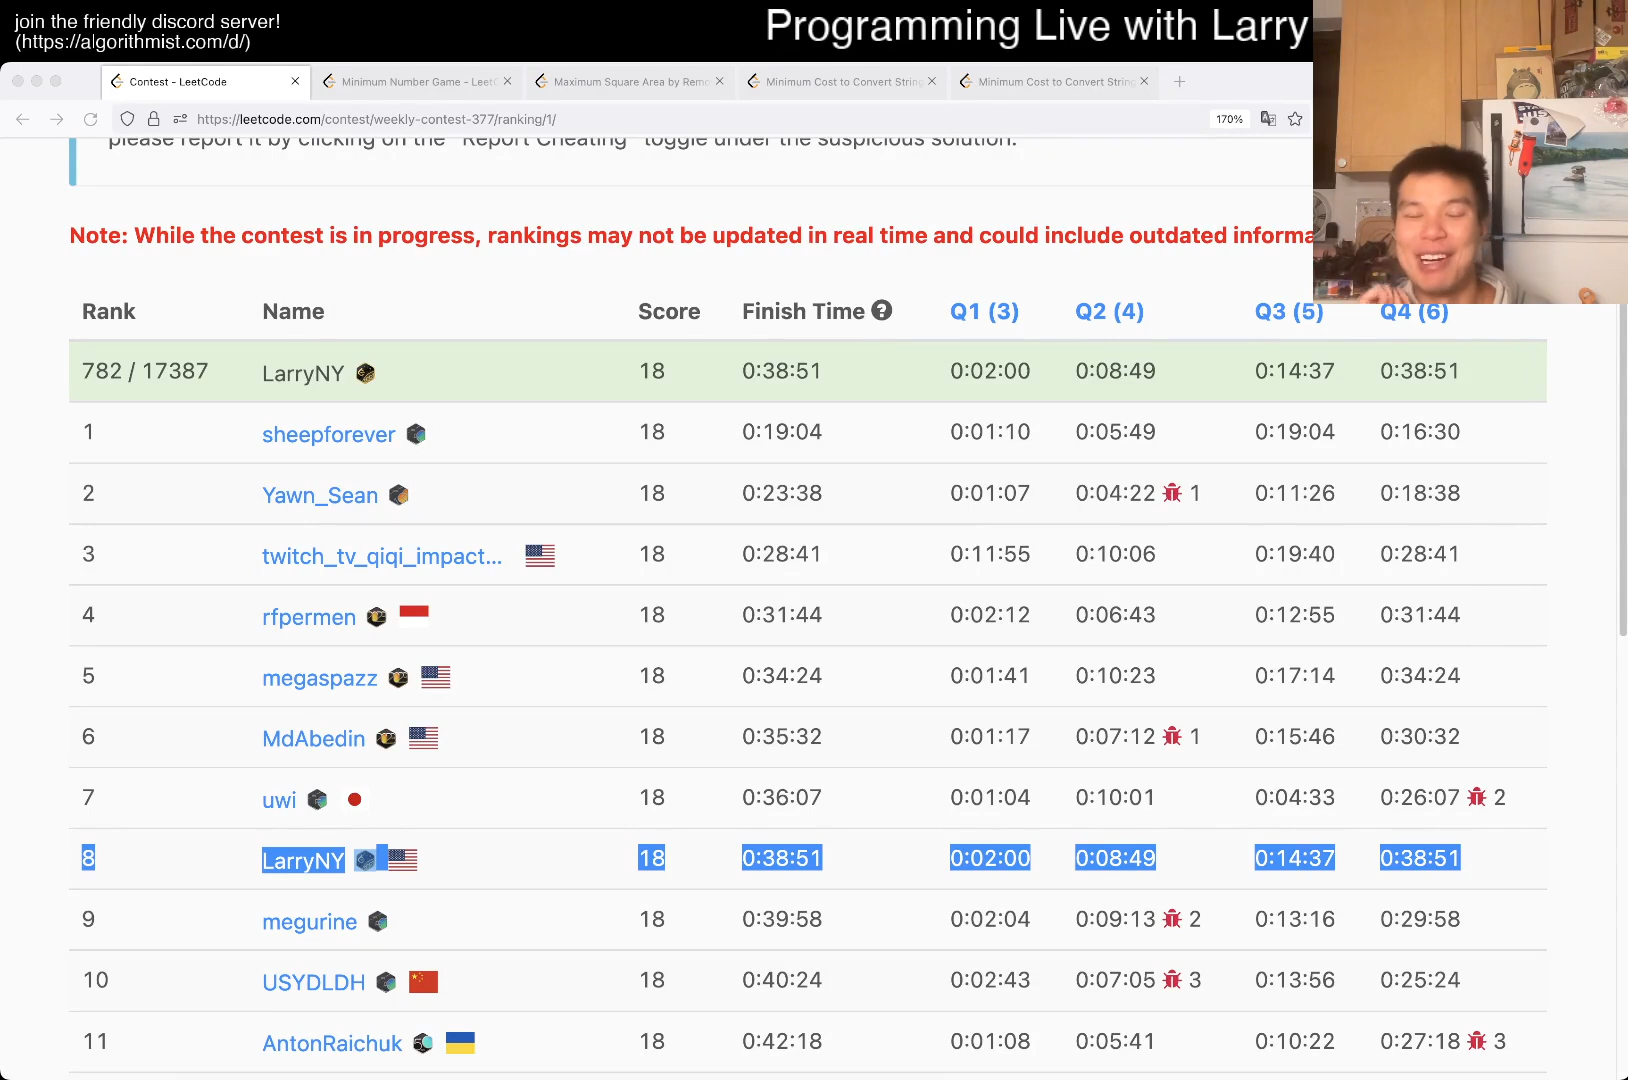 join the friendly discord server!
(https://algorithmist.com/d/)
Programming Live with Larry
Contest - LeetCode
Minimum Number Game - LeetC
Maximum Square Area by Remo
Minimum Cost to Convert String
Minimum Cost to Convert String
https://leetcode.com/contest/weekly-contest-377/ranking/1/
170%
please report it by clicking on the "Report Cheating" toggle under the suspicious solution.
Note: While the contest is in progress, rankings may not be updated in real time and could include outdated informa
Rank Name Score Finish Time Q1 (3) Q2 (4) Q3 (5) Q4 (6)
782 / 17387 LarryNY 18 0:38:51 0:02:00 0:08:49 0:14:37 0:38:51
1 sheepforever 18 0:19:04 0:01:10 0:05:49 0:19:04 0:16:30
2 Yawn_Sean 18 0:23:38 0:01:07 0:04:22 1 0:11:26 0:18:38
3 twitch_tv_qiqi_impact... 18 0:28:41 0:11:55 0:10:06 0:19:40 0:28:41
4 rfpermen 18 0:31:44 0:02:12 0:06:43 0:12:55 0:31:44
5 megaspazz 18 0:34:24 0:01:41 0:10:23 0:17:14 0:34:24
6 MdAbedin 18 0:35:32 0:01:17 0:07:12 1 0:15:46 0:30:32
7 uwi 18 0:36:07 0:01:04 0:10:01 0:04:33 0:26:07 2
8 LarryNY 18 0:38:51 0:02:00 0:08:49 0:14:37 0:38:51
9 megurine 18 0:39:58 0:02:04 0:09:13 2 0:13:16 0:29:58
10 USYDLDH 18 0:40:24 0:02:43 0:07:05 3 0:13:56 0:25:24
11 AntonRaichuk 18 0:42:18 0:01:08 0:05:41 0:10:22 0:27:18 3